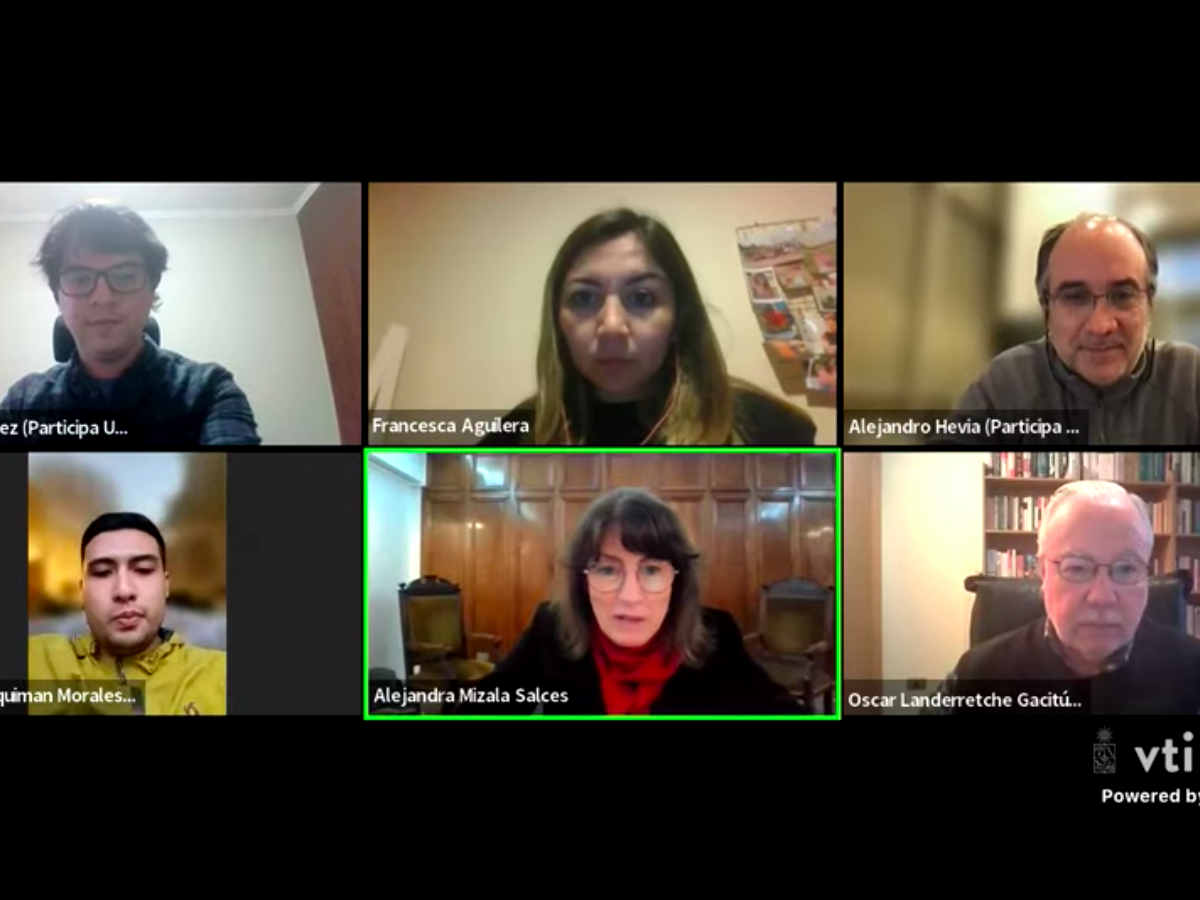 ez (Participa U...
Francesca Aguilera
Alejandro Hevia (Participa ...
quiman Morales...
Alejandra Mizala Salces
Oscar Landerretche Gacitú...
vti
Powered by